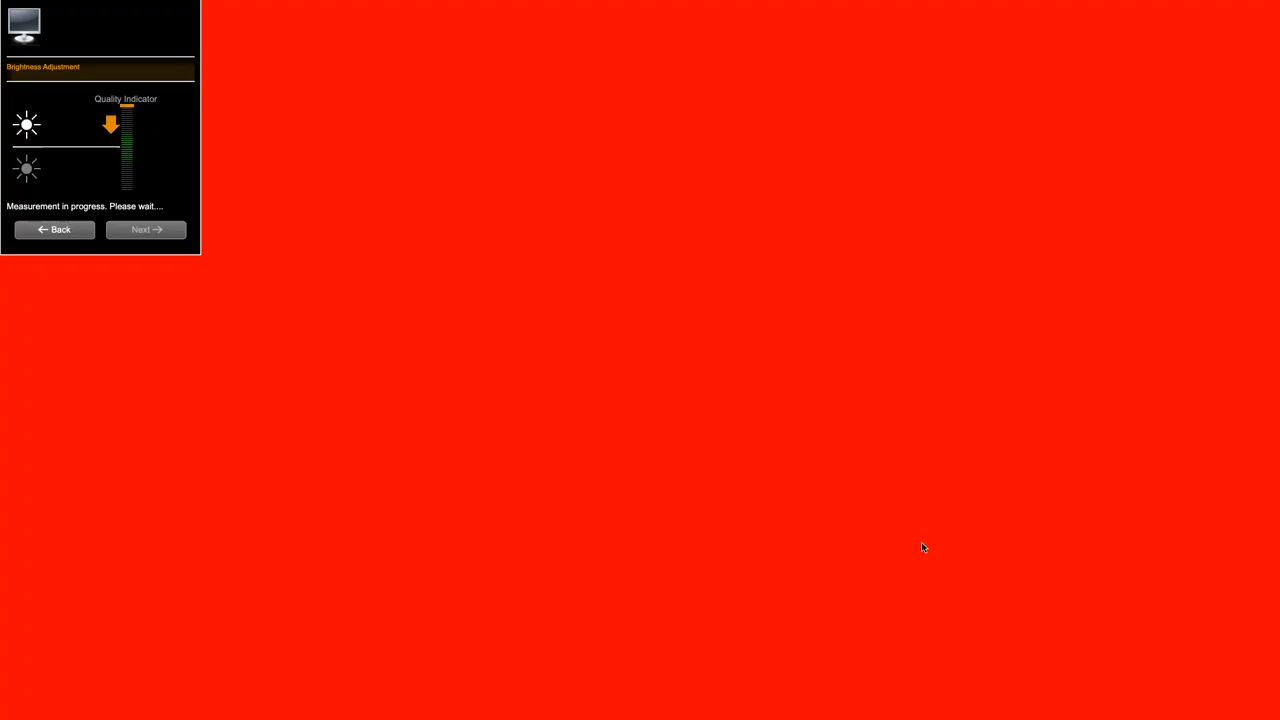 Brightness Adjustment
Quality Indicator
Measurement in progress. Please wait....
Back
Next